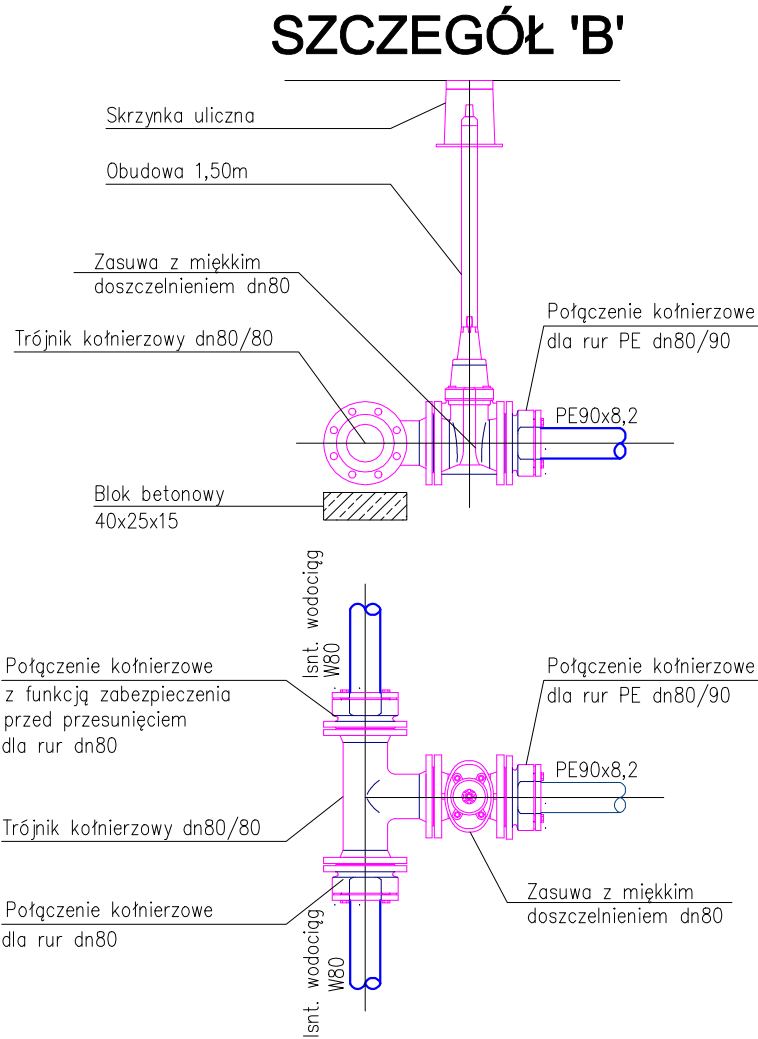 SZCZEGÓŁ 'B'
Skrzynka uliczna
Obudowa 1,50m
Zasuwa z miękkim
doszczelnieniem dn80
Trójnik kołnierzowy dn80/80
Połączenie kołnierzowe
dla rur PE dn80/90
PE90x8,2
Blok betonowy
40x25x15
Isnt. wodociąg
W80
Połączenie kołnierzowe
z funkcją zabezpieczenia
przed przesunięciem
dla rur dn80
Połączenie kołnierzowe
dla rur PE dn80/90
PE90x8,2
Trójnik kołnierzowy dn80/80
Zasuwa z miękkim
doszczelnieniem dn80
Połączenie kołnierzowe
dla rur dn80
Isnt. wodociąg
W80